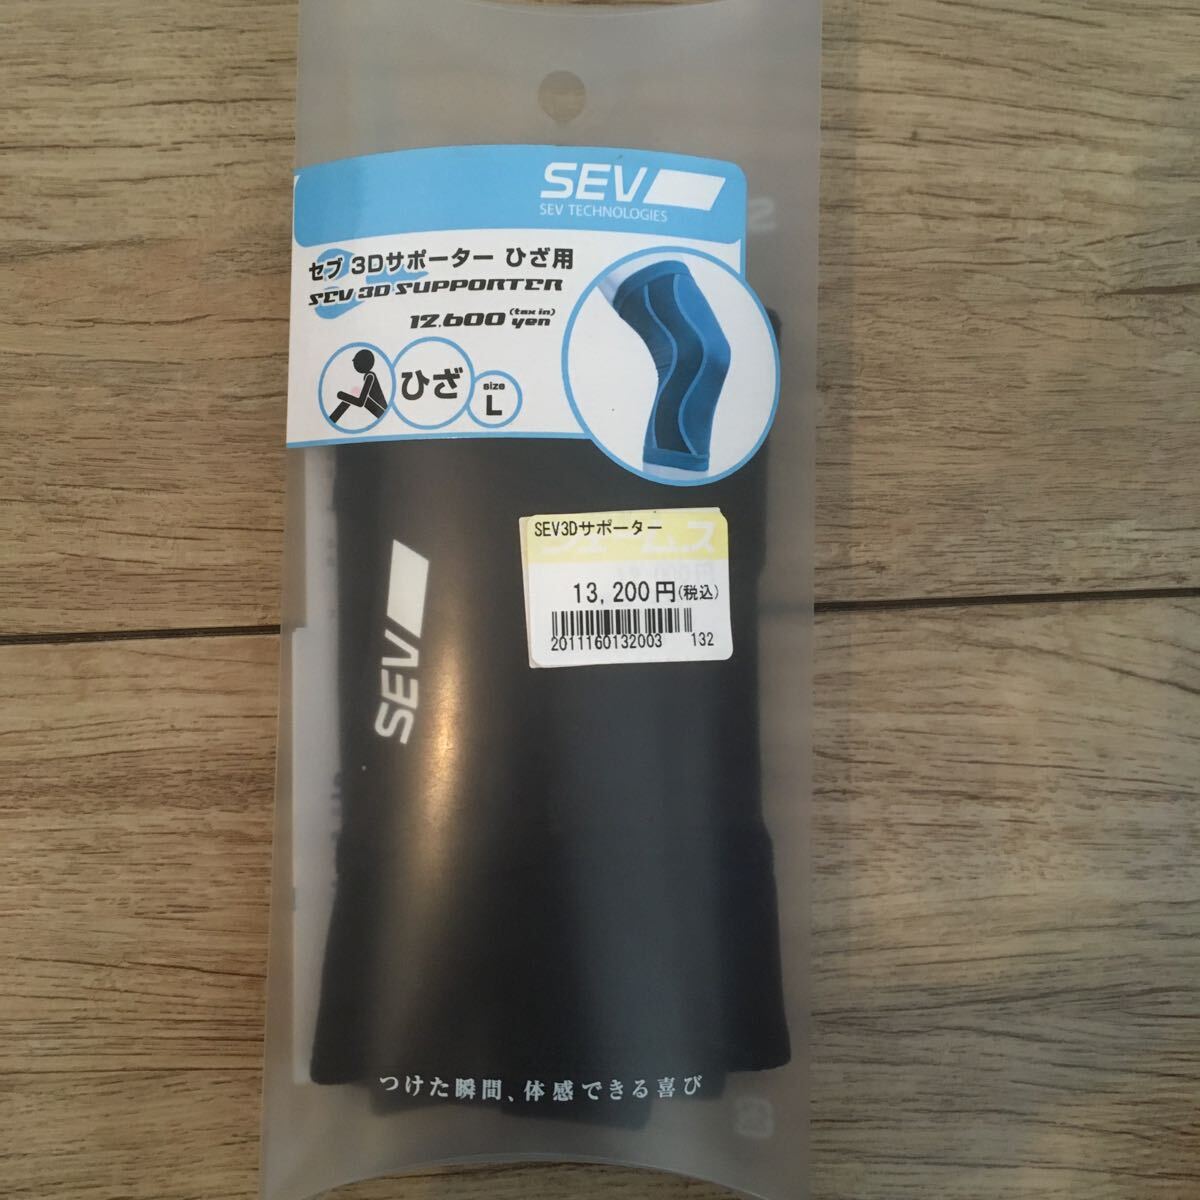 SEV
SEV TECHNOLOGIES
セブ 3Dサポーター ひざ用
SEV 3D SUPPORTER
12,600 (tax in) yen
ひざ
size
L
SEV3Dサポーター
13,200円(税込)
2011160132003 132
SEV
つけた瞬間、体感できる喜び